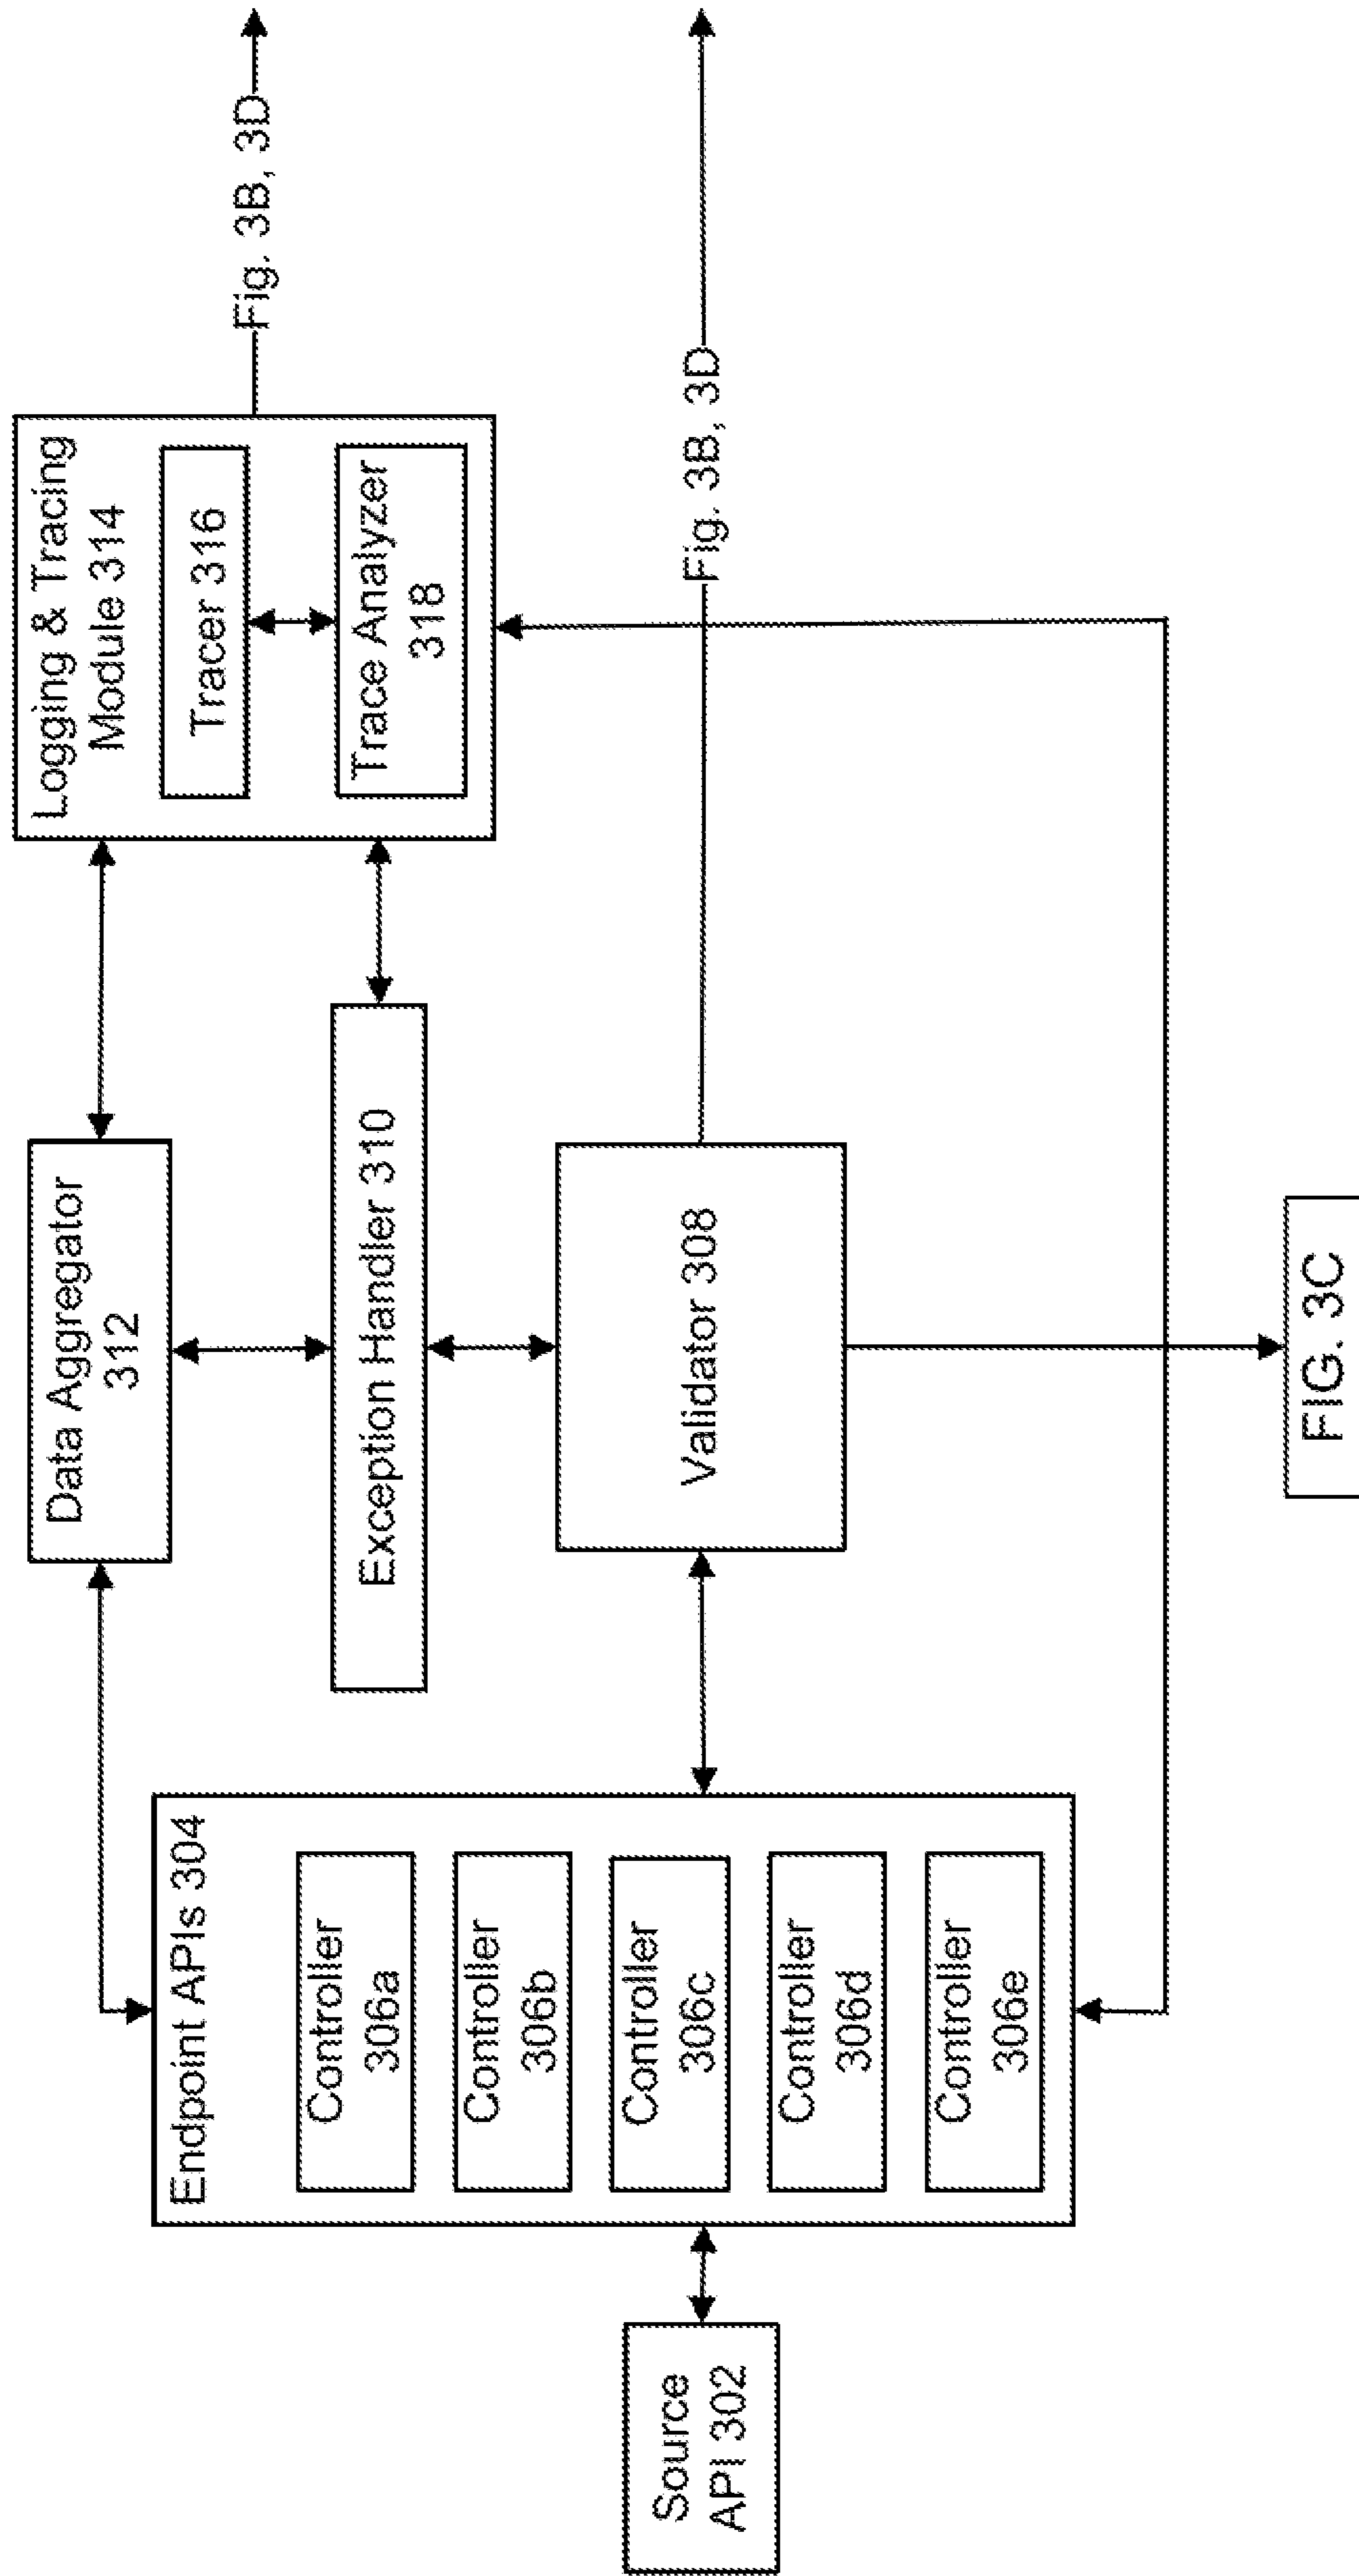 Source
API 302
Endpoint APIs 304
Controller
306a
Controller
306b
Controller
306c
Controller
306d
Controller
306e
Data Aggregator
312
Exception Handler 310
Validator 308
Logging & Tracing
Module 314
Tracer 316
Trace Analyzer
318
Fig. 3B, 3D
Fig. 3B, 3D
FIG. 3C